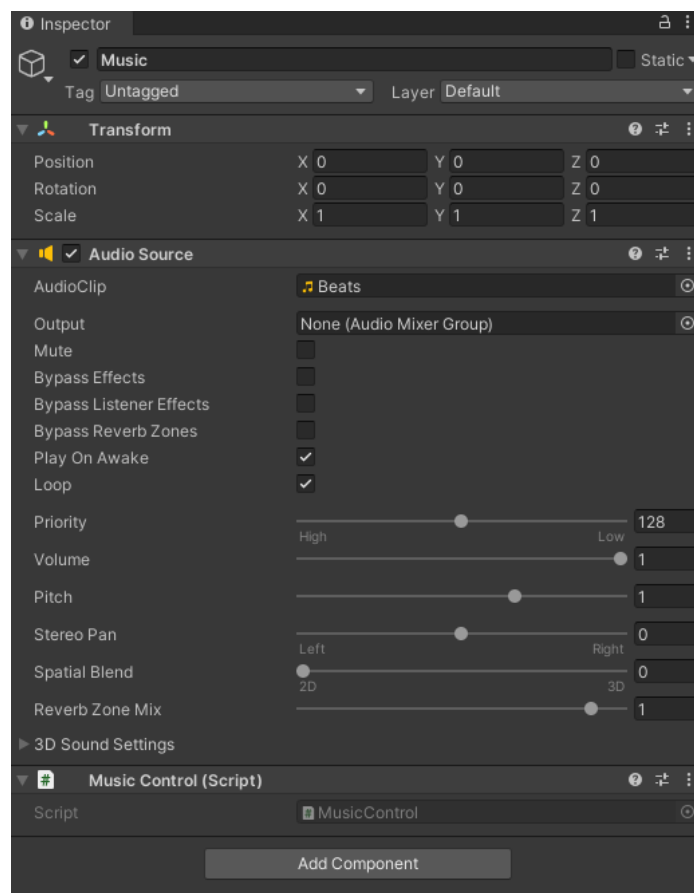 Inspector
Music Static
Tag Untagged Layer Default
Transform
Position X 0 Y 0 Z 0
Rotation X 0 Y 0 Z 0
Scale X 1 Y 1 Z 1
Audio Source
AudioClip Beats
Output None (Audio Mixer Group)
Mute
Bypass Effects
Bypass Listener Effects
Bypass Reverb Zones
Play On Awake
Loop
Priority 128
High Low
Volume 1
Pitch 1
Stereo Pan 0
Left Right
Spatial Blend 0
2D 3D
Reverb Zone Mix 1
3D Sound Settings
# Music Control (Script)
Script # MusicControl
Add Component